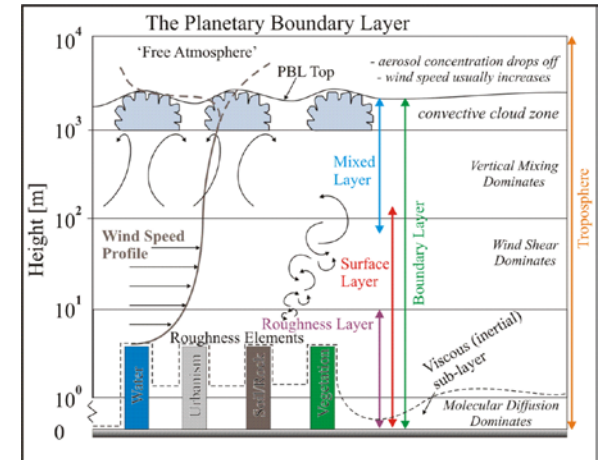 The Planetary Boundary Layer
10⁴
'Free Atmosphere'
PBL Top
- aerosol concentration drops off
- wind speed usually increases
convective cloud zone
10³
Mixed
Layer
Vertical Mixing
Dominates
10²
Wind Speed
Profile
Surface
Layer
Wind Shear
Dominates
Boundary Layer
Troposphere
Height [m]
10¹
Roughness Layer
Roughness Elements
Viscous (inertial)
sub-layer
Water
Urbanism
Soil/Rock
Vegetation
10⁰
Molecular Diffusion
Dominates
0